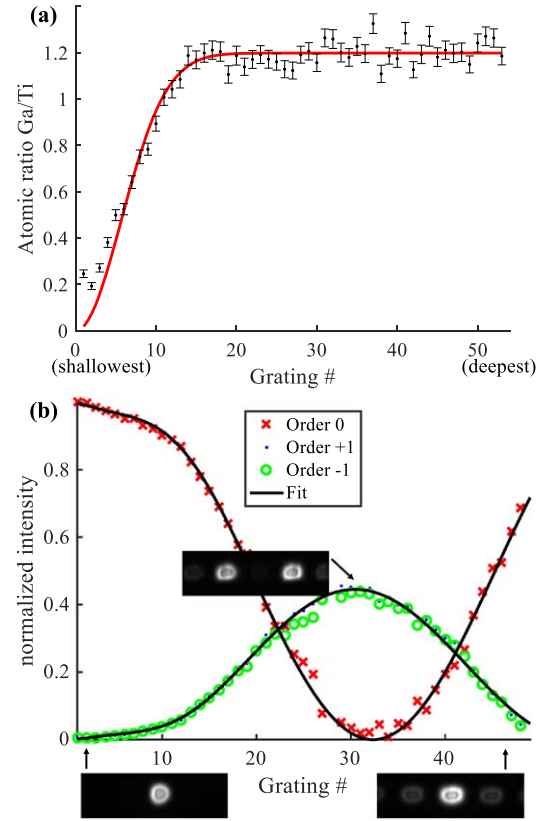 (a)
Atomic ratio Ga/Ti
1.2
1
0.8
0.6
0.4
0.2
0
0 10 20 30 40 50
(shallowest) (deepest)
Grating #
(b)
normalized intensity
Order 0
Order +1
Order -1
Fit
0.8
0.6
0.4
0.2
0
10 20 30 40
Grating #